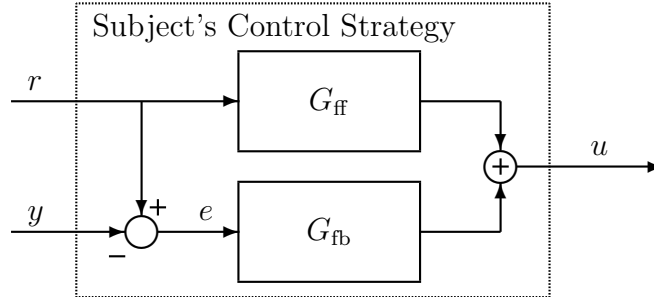 Subject's Control Strategy
r
G_ff
+
u
y
+
−
e
G_fb